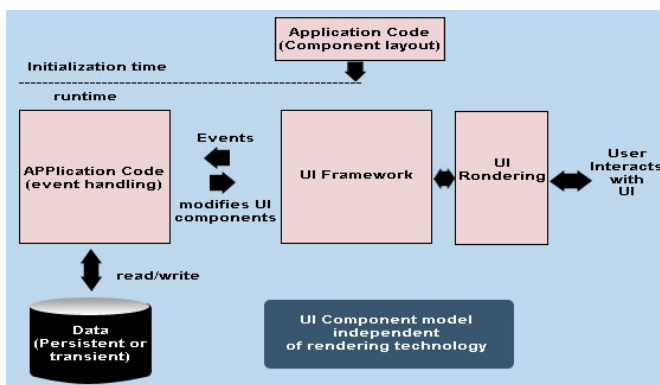 Application Code
(Component layout)
Initialization time
runtime
Events
APPlication Code
(event handling)
modifies UI
components
UI Framework
UI
Rondering
User
Interacts
with
UI
read/write
Data
(Persistent or
transient)
UI Component model
independent
of rendering technology